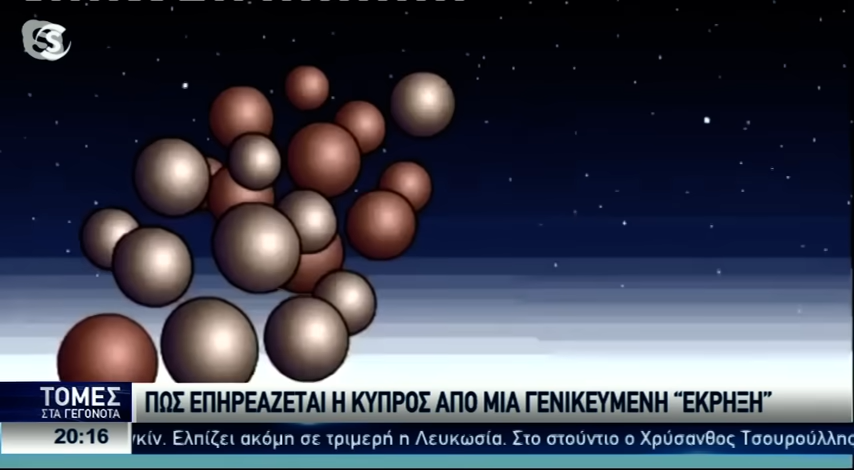 S
ΤΟΜΕΣ
ΣΤΑ ΓΕΓΟΝΟΤΑ
ΠΩΣ ΕΠΗΡΕΑΖΕΤΑΙ Η ΚΥΠΡΟΣ ΑΠΟ ΜΙΑ ΓΕΝΙΚΕΥΜΕΝΗ “ΕΚΡΗΞΗ”
20:16
Ελπίζει ακόμη σε τριμερή η Λευκωσία. Στο στούντιο ο Χρύσανθος Τσουρούλλης